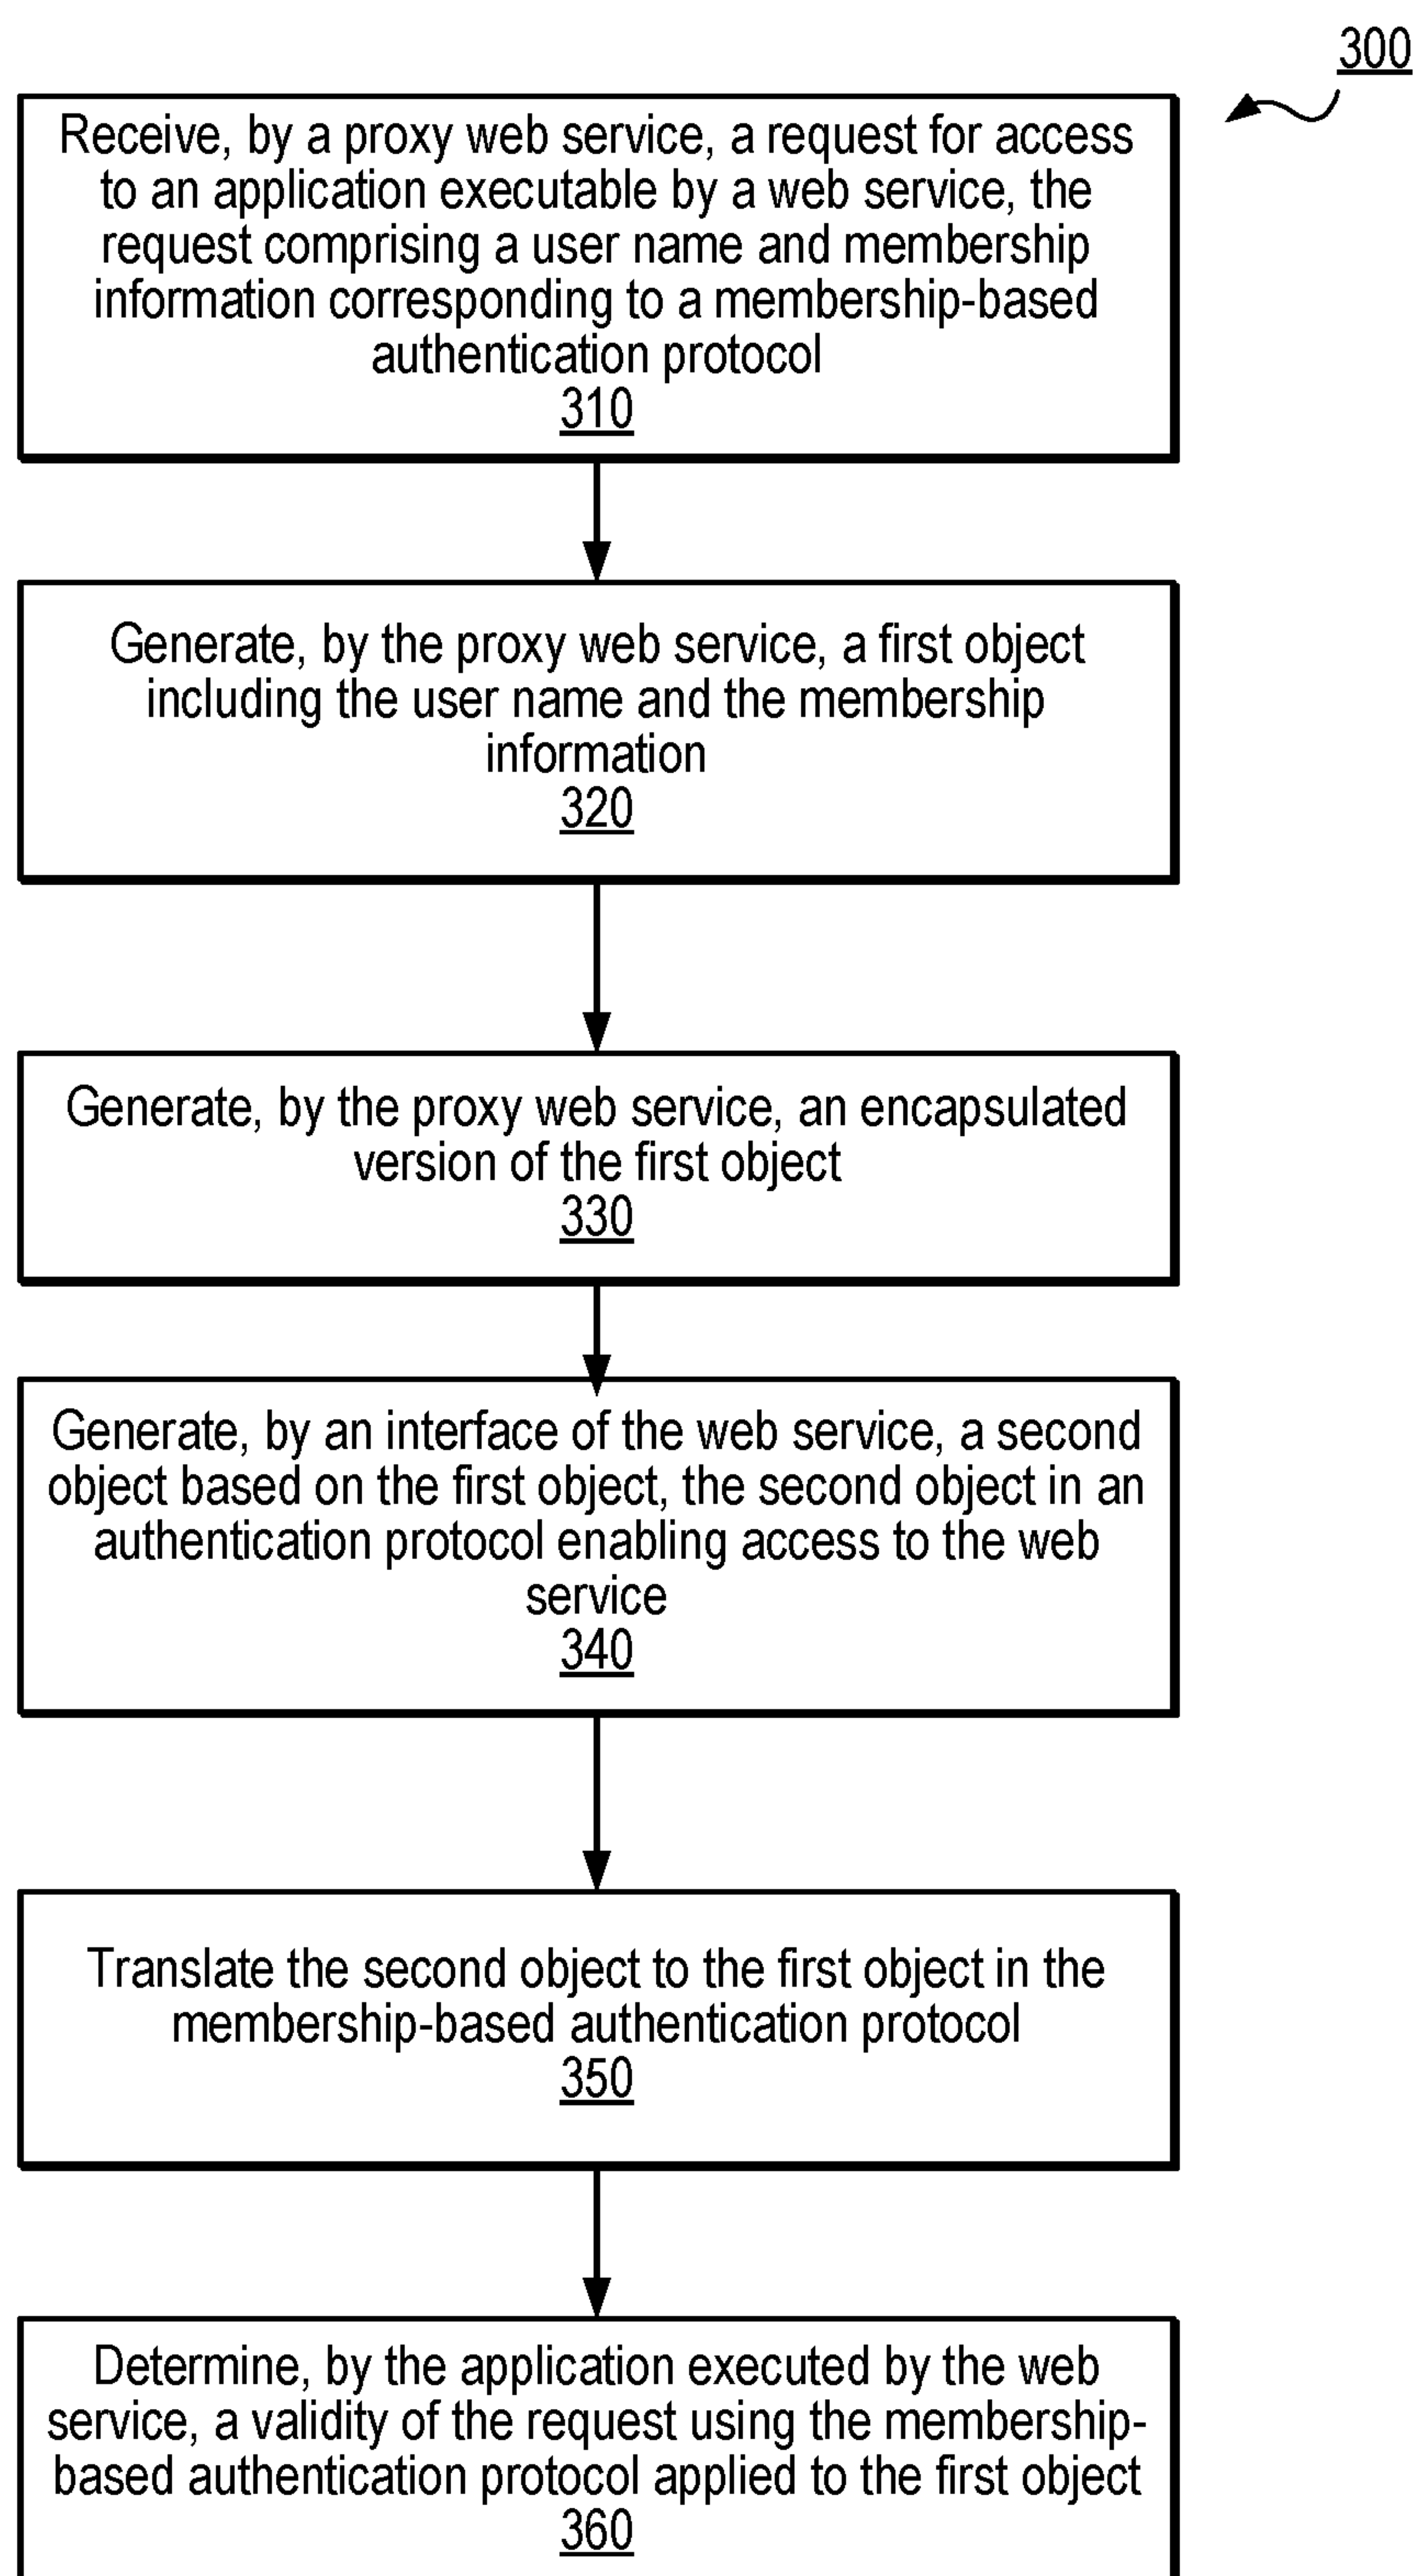 300
Receive, by a proxy web service, a request for access
to an application executable by a web service, the
request comprising a user name and membership
information corresponding to a membership-based
authentication protocol
310
Generate, by the proxy web service, a first object
including the user name and the membership
information
320
Generate, by the proxy web service, an encapsulated
version of the first object
330
Generate, by an interface of the web service, a second
object based on the first object, the second object in an
authentication protocol enabling access to the web
service
340
Translate the second object to the first object in the
membership-based authentication protocol
350
Determine, by the application executed by the web
service, a validity of the request using the membership-
based authentication protocol applied to the first object
360